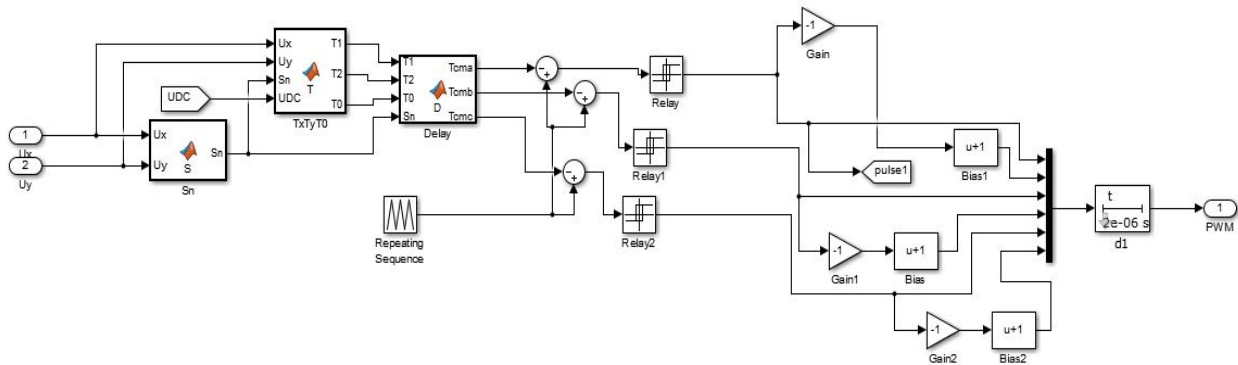 -1
Gain
Ux
T1
Uy
T2
Sn
UDC
T0
T
TxTyT0
UDC
T1
Tcma
T2
Tcmb
T0
D
Tcmc
Sn
Delay
Relay
1
Ux
2
Uy
Ux
Sn
Uy
S
Sn
Relay1
u+1
Bias1
pulse1
Repeating
Sequence
Relay2
t
2e-06 s
d1
1
PWM
-1
Gain1
u+1
Bias
-1
Gain2
u+1
Bias2